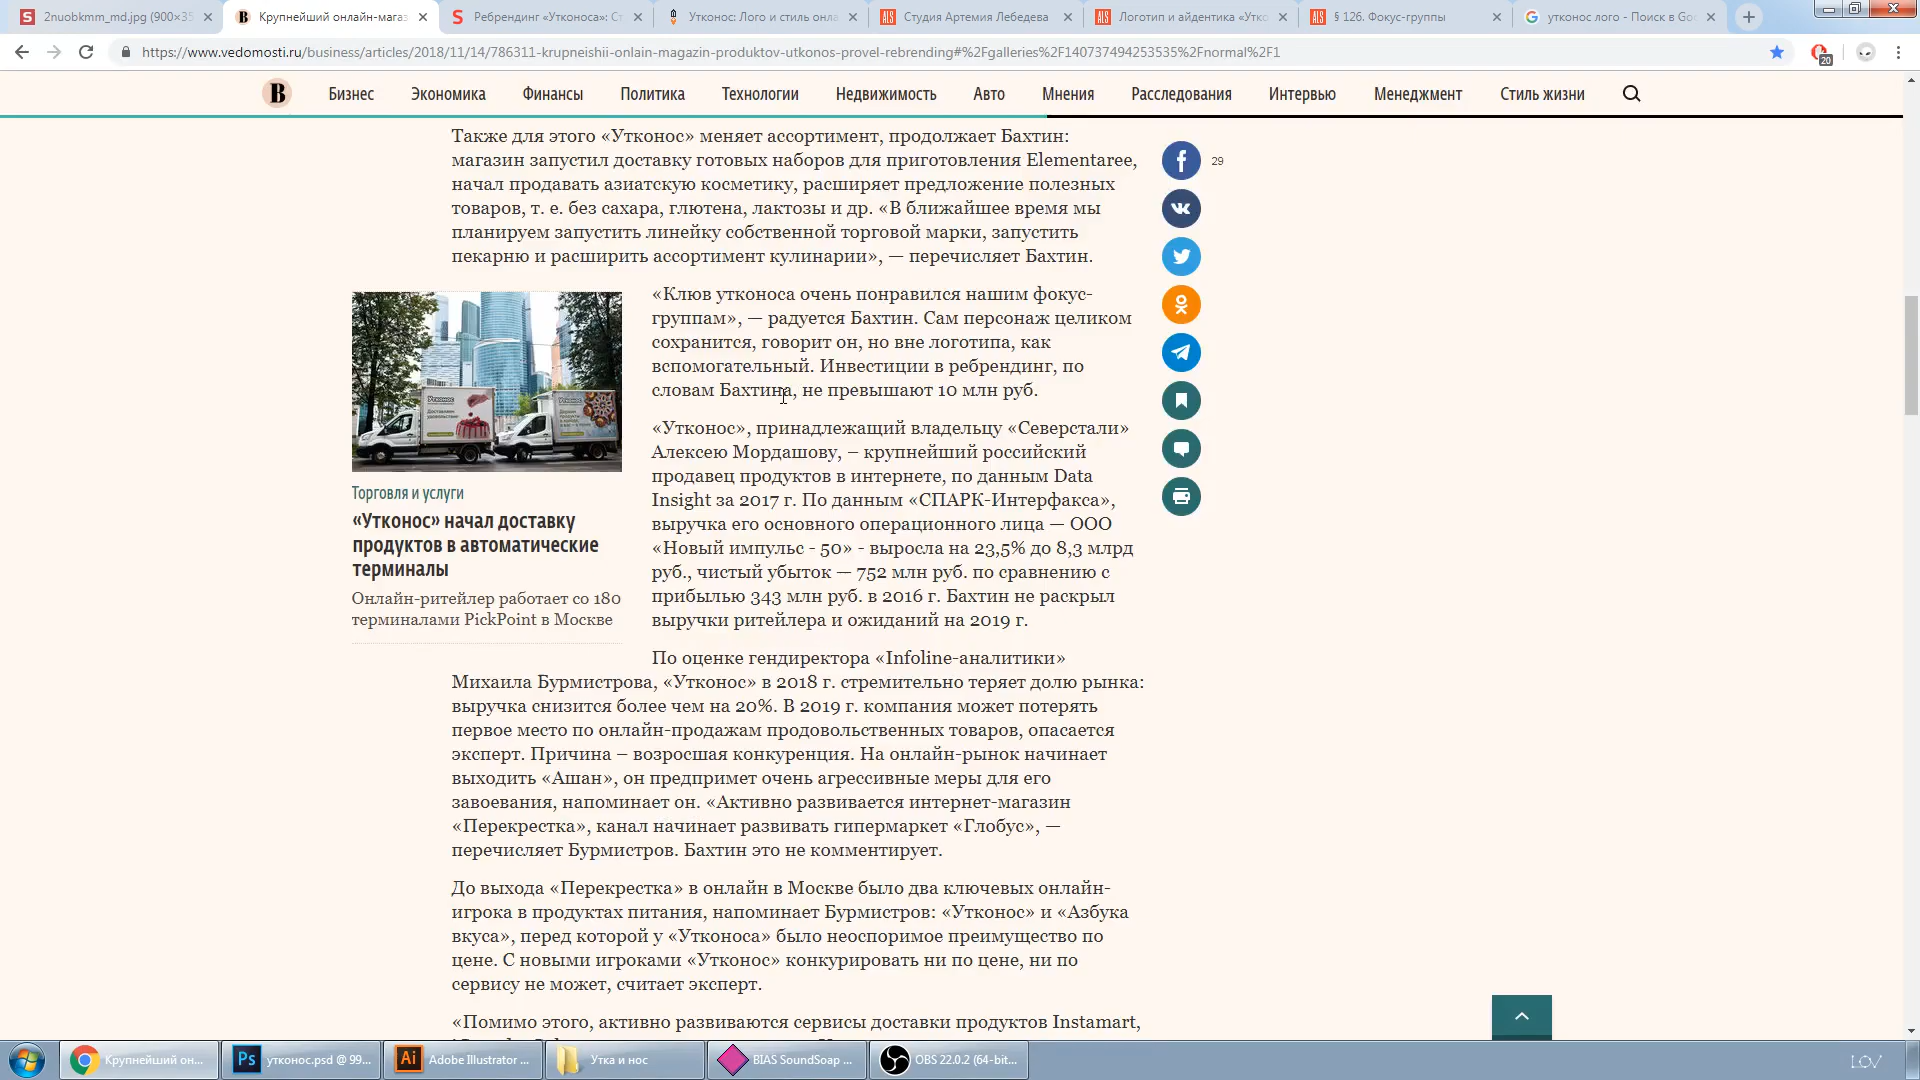 2nuobkmm_md.jpg (900×35
Крупнейший онлайн-магаз
Ребрендинг «Утконоса»: Ст
Утконос: Лого и стиль онла
Студия Артемия Лебедева
Логотип и айдентика «Утко
§ 126. Фокус-группы
утконос лого - Поиск в Go
https://www.vedomosti.ru/business/articles/2018/11/14/786311-krupneishii-onlain-magazin-produktov-utkonos-provel-rebrending#%2Fgalleries%2F140737494253535%2Fnormal%2F1
20
В
Бизнес
Экономика
Финансы
Политика
Технологии
Недвижимость
Авто
Мнения
Расследования
Интервью
Менеджмент
Стиль жизни
Также для этого «Утконос» меняет ассортимент, продолжает Бахтин:
магазин запустил доставку готовых наборов для приготовления Elementaree,
начал продавать азиатскую косметику, расширяет предложение полезных
товаров, т. е. без сахара, глютена, лактозы и др. «В ближайшее время мы
планируем запустить линейку собственной торговой марки, запустить
пекарню и расширить ассортимент кулинарии», — перечисляет Бахтин.
29
«Клюв утконоса очень понравился нашим фокус-
группам», — радуется Бахтин. Сам персонаж целиком
сохранится, говорит он, но вне логотипа, как
вспомогательный. Инвестиции в ребрендинг, по
словам Бахтина, не превышают 10 млн руб.
Утконос
Торговля и услуги
«Утконос» начал доставку
продуктов в автоматические
терминалы
Онлайн-ритейлер работает со 180
терминалами PickPoint в Москве
«Утконос», принадлежащий владельцу «Северстали»
Алексею Мордашову, – крупнейший российский
продавец продуктов в интернете, по данным Data
Insight за 2017 г. По данным «СПАРК-Интерфакса»,
выручка его основного операционного лица — ООО
«Новый импульс - 50» - выросла на 23,5% до 8,3 млрд
руб., чистый убыток — 752 млн руб. по сравнению с
прибылью 343 млн руб. в 2016 г. Бахтин не раскрыл
выручки ритейлера и ожиданий на 2019 г.
По оценке гендиректора «Infoline-аналитики»
Михаила Бурмистрова, «Утконос» в 2018 г. стремительно теряет долю рынка:
выручка снизится более чем на 20%. В 2019 г. компания может потерять
первое место по онлайн-продажам продовольственных товаров, опасается
эксперт. Причина – возросшая конкуренция. На онлайн-рынок начинает
выходить «Ашан», он предпримет очень агрессивные меры для его
завоевания, напоминает он. «Активно развивается интернет-магазин
«Перекрестка», канал начинает развивать гипермаркет «Глобус», —
перечисляет Бурмистров. Бахтин это не комментирует.
До выхода «Перекрестка» в онлайн в Москве было два ключевых онлайн-
игрока в продуктах питания, напоминает Бурмистров: «Утконос» и «Азбука
вкуса», перед которой у «Утконоса» было неоспоримое преимущество по
цене. С новыми игроками «Утконос» конкурировать ни по цене, ни по
сервису не может, считает эксперт.
«Помимо этого, активно развиваются сервисы доставки продуктов Instamart,
Крупнейший он...
утконос.psd @ 99...
Adobe Illustrator ...
Утка и нос
BIAS SoundSoap ...
OBS 22.0.2 (64-bit...